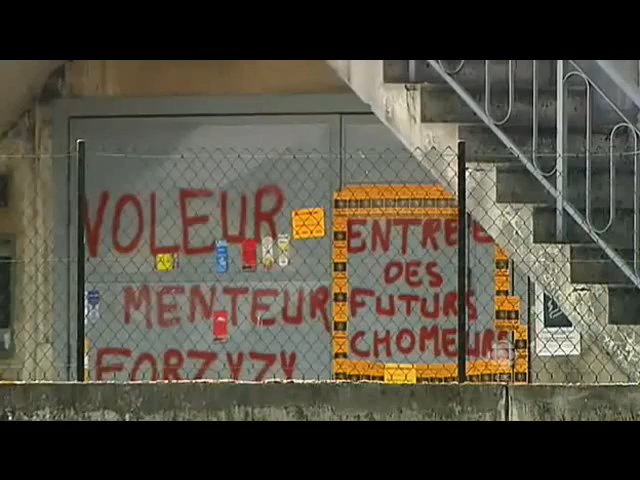 VOLEUR
MENTEUR
FORZYZY
ENTREE
DES
FUTURS
CHOMEURS